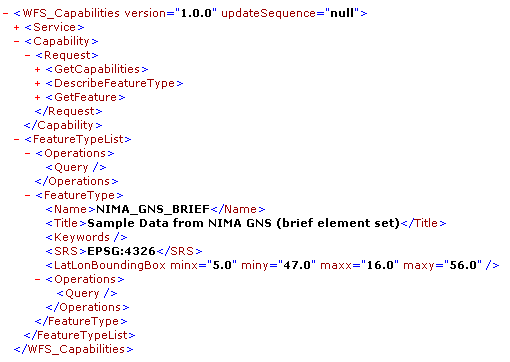 - <WFS_Capabilities version="1.0.0" updateSequence="null">
+ <Service>
- <Capability>
- <Request>
+ <GetCapabilities>
+ <DescribeFeatureType>
+ <GetFeature>
</Request>
</Capability>
- <FeatureTypeList>
- <Operations>
<Query />
</Operations>
- <FeatureType>
<Name>NIMA_GNS_BRIEF</Name>
<Title>Sample Data from NIMA GNS (brief element set)</Title>
<Keywords />
<SRS>EPSG:4326</SRS>
<LatLonBoundingBox minx="5.0" miny="47.0" maxx="16.0" maxy="56.0" />
- <Operations>
<Query />
</Operations>
</FeatureType>
</FeatureTypeList>
</WFS_Capabilities>